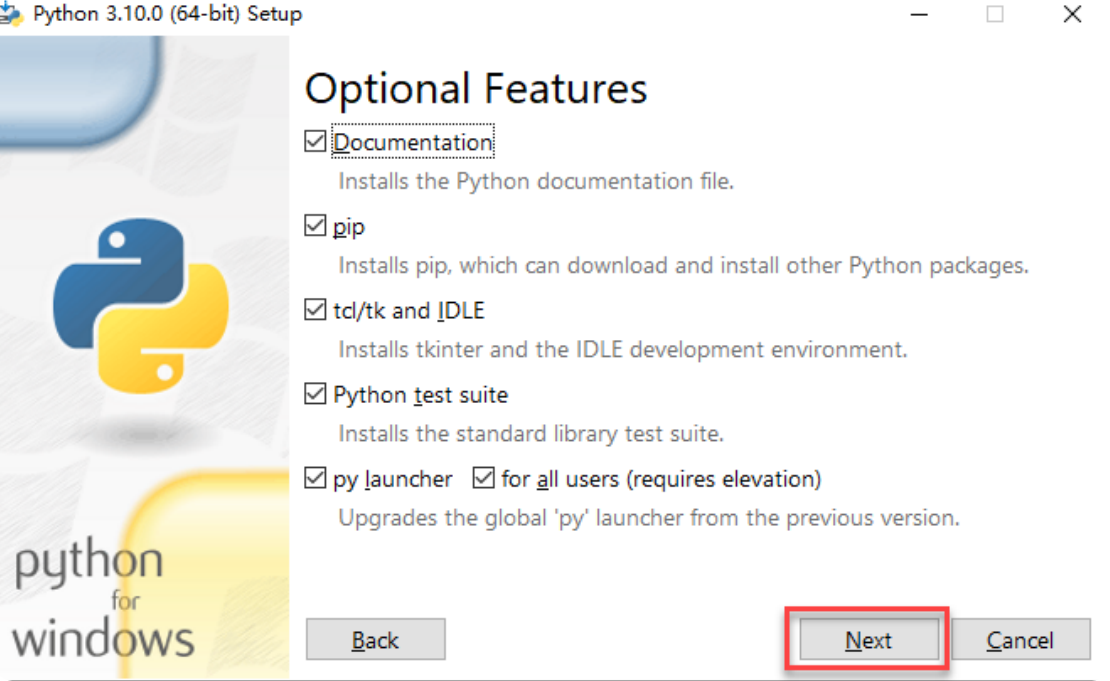 Python 3.10.0 (64-bit) Setup
Optional Features
Documentation
Installs the Python documentation file.
pip
Installs pip, which can download and install other Python packages.
tcl/tk and IDLE
Installs tkinter and the IDLE development environment.
Python test suite
Installs the standard library test suite.
py launcher for all users (requires elevation)
Upgrades the global 'py' launcher from the previous version.
python
for
windows
Back Next Cancel